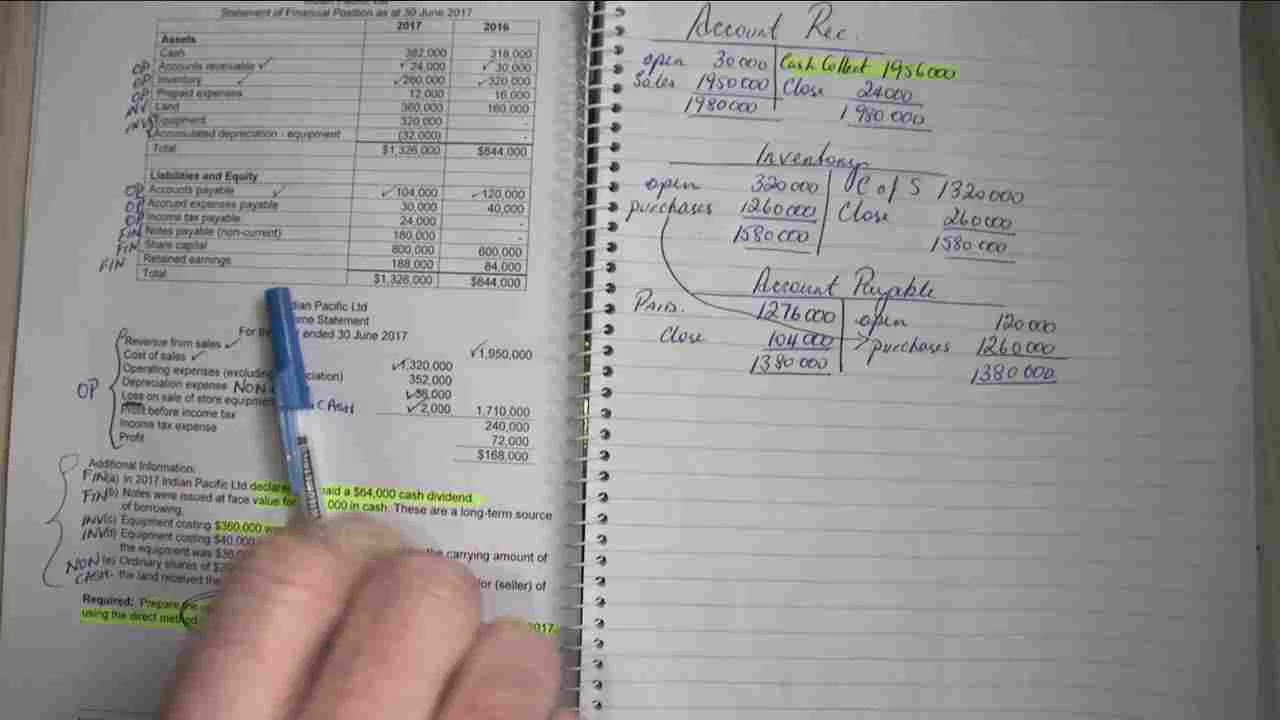 Statement of Financial Position as at 30 June 2017
2017 2016
Assets
Cash 382,000 318,000
OP Accounts receivable ✓ ✓ 24,000 ✓ 30,000
OP Inventory ✓ ✓ 260,000 ✓ 320,000
OP Prepaid expenses 12,000 16,000
INV Land 360,000 160,000
INV Equipment 320,000 -
Accumulated depreciation - equipment (32,000) -
Total $1,326,000 $844,000
Liabilities and Equity
OP Accounts payable ✓ ✓ 104,000 ✓ 120,000
OP Accrued expenses payable 30,000 40,000
OP Income tax payable 24,000 -
FIN Notes payable (non-current) 180,000 -
FIN Share capital 800,000 600,000
FIN Retained earnings 188,000 84,000
Total $1,326,000 $844,000
Indian Pacific Ltd
Statement
For the ended 30 June 2017
OP
Revenue from sales ✓ ✓ 1,950,000
Cost of sales ✓ ✓ 1,320,000
Operating expenses (excluding 352,000
Depreciation expense NON ✓ 36,000
Loss on sale of store equipment CASH ✓ 2,000 1,710,000
Profit before income tax 240,000
Income tax expense 72,000
Profit $168,000
Additional Information:
FIN (a) In 2017 Indian Pacific Ltd paid a $64,000 cash dividend
FIN (b) Notes were issued at face value for 000 in cash. These are a long-term source
of borrowing.
INV (c) Equipment costing $360,000
INV (d) Equipment costing the carrying amount of
the equipment was
NON (e) Ordinary shares of (seller) of
CASH - the land received the
Required: Prepare the 2017
using the direct method
Account Rec.
open 30000 Cash Collect 1956000
Sales 1950000 Close 24000
1980000 1980000
Inventory
open 320000 C of S 1320000
purchases 1260000 Close 260000
1580000 1580000
Account Payable
Paid. 1276000 open 120000
Close 104000 purchases 1260000
1380000 1380000